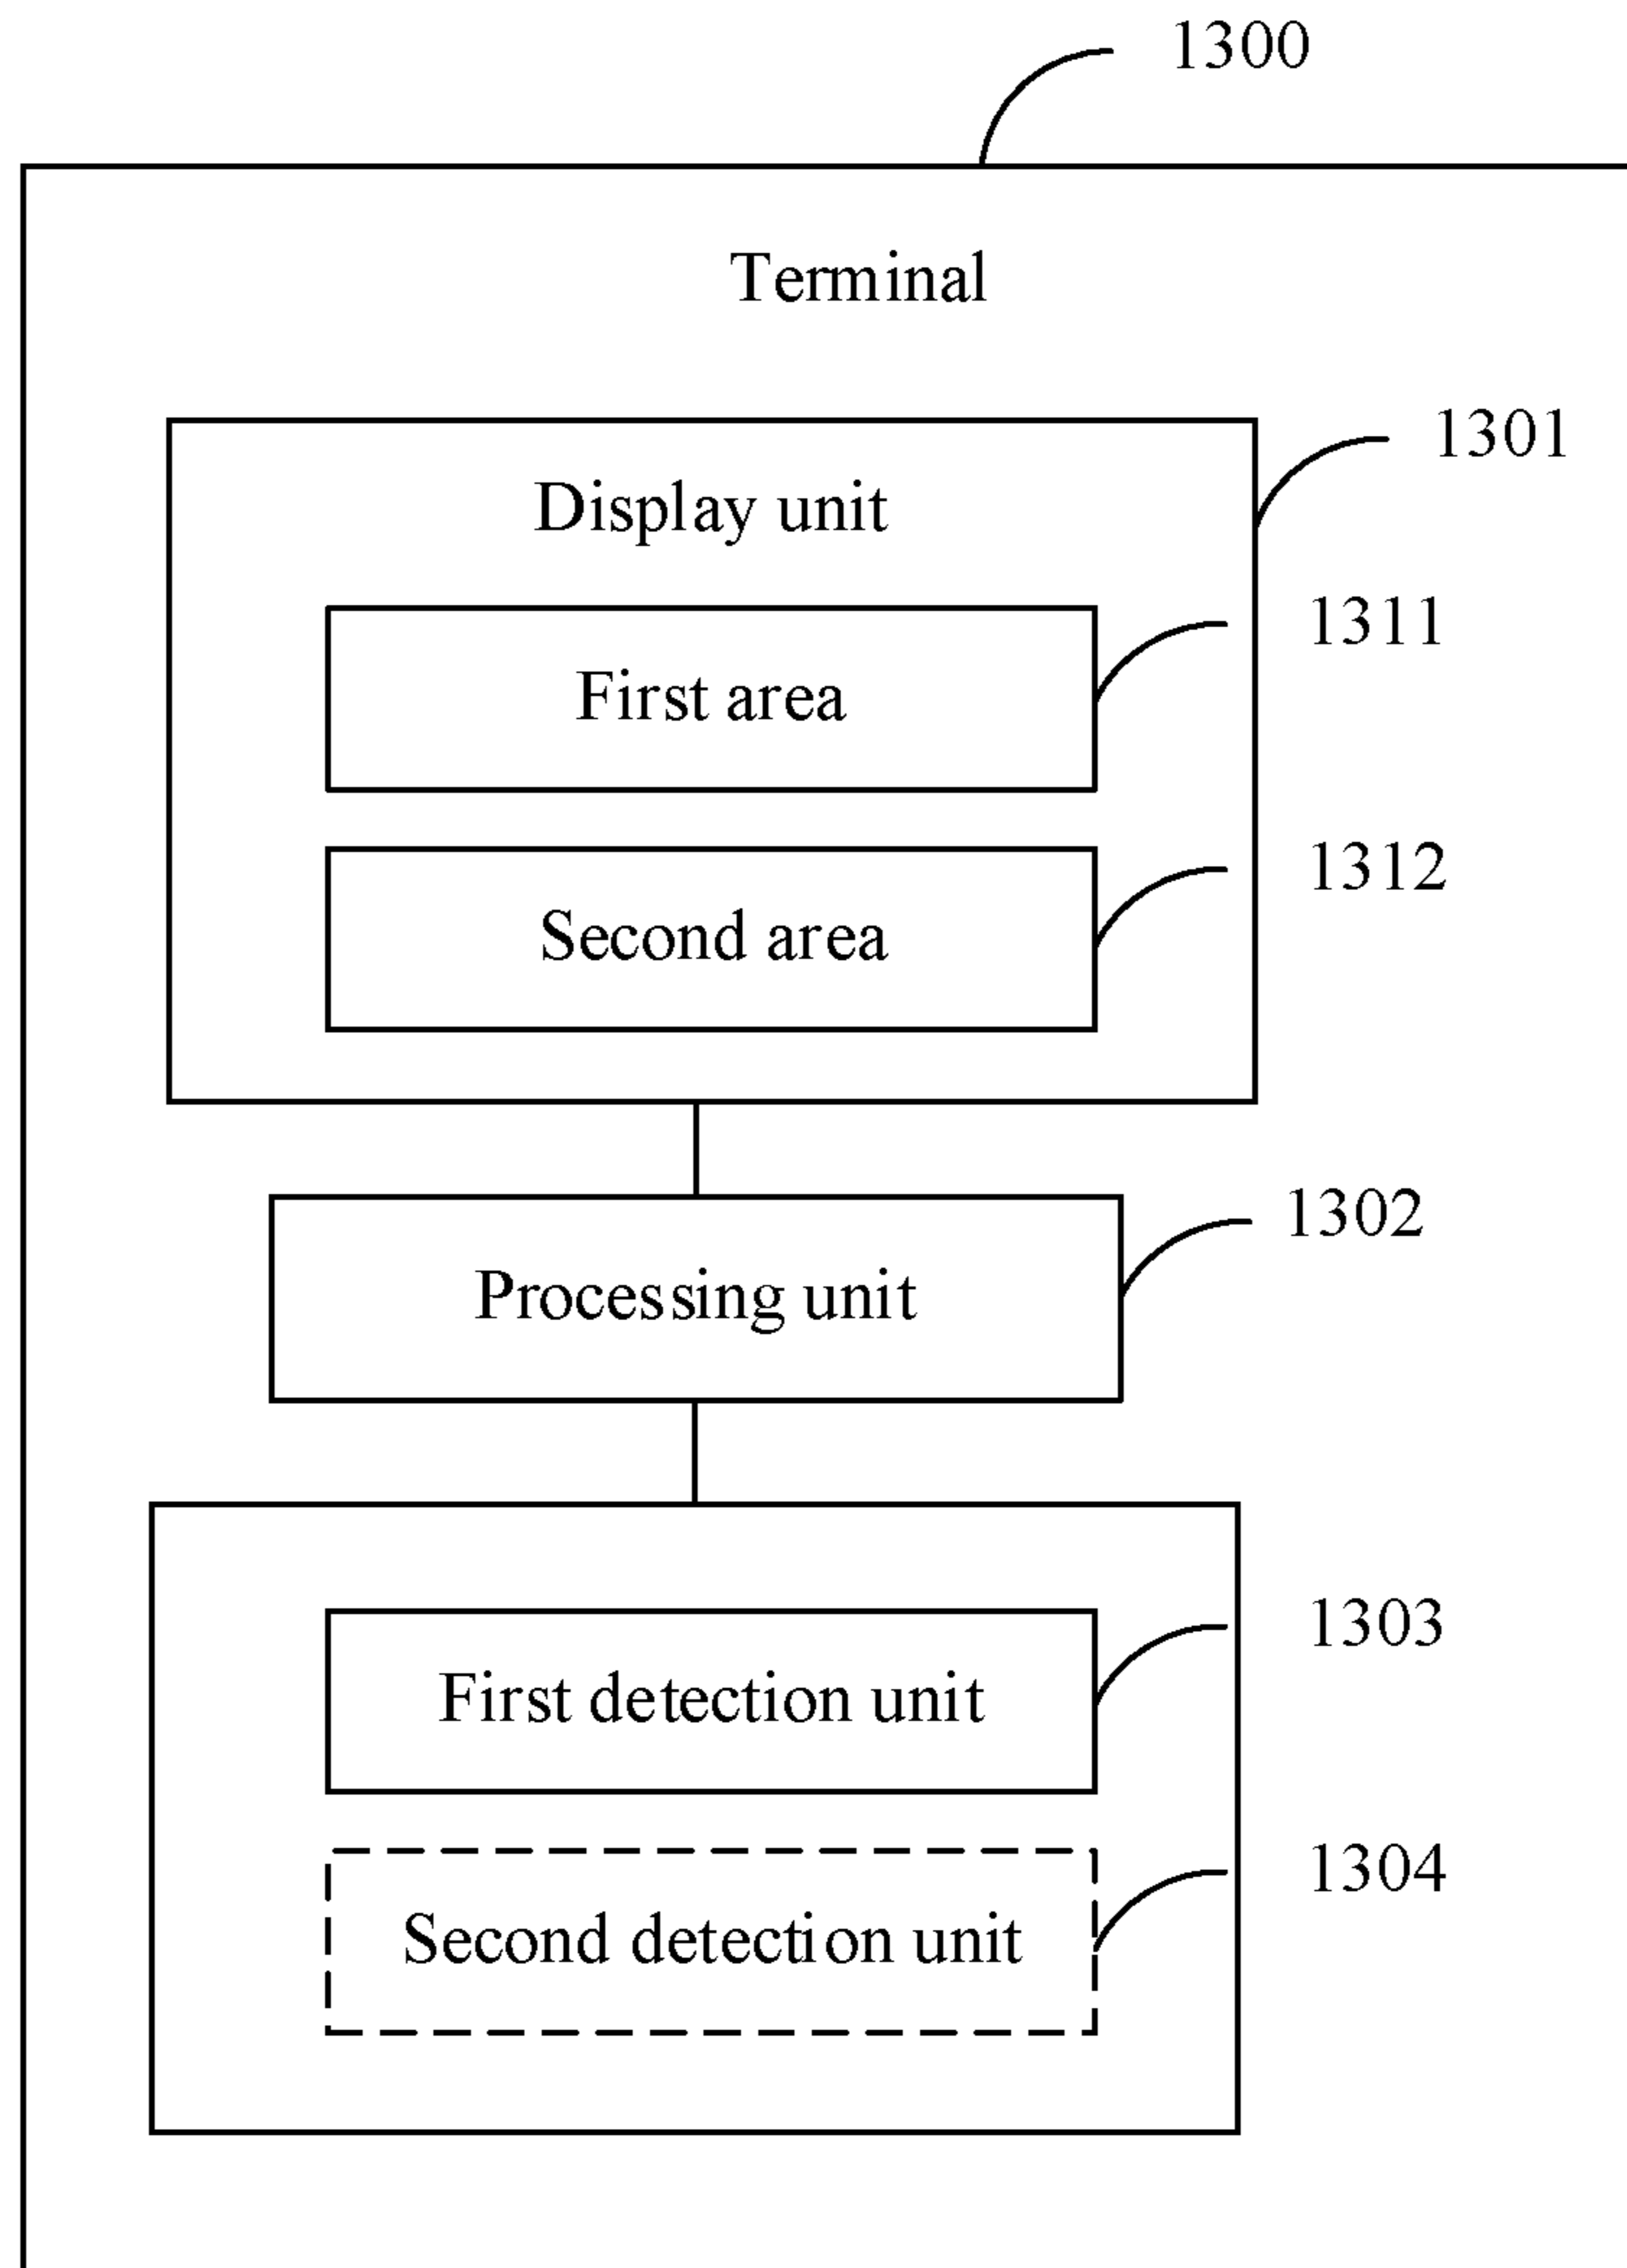 1300
Terminal
1301
Display unit
1311
First area
1312
Second area
1302
Processing unit
1303
First detection unit
1304
Second detection unit